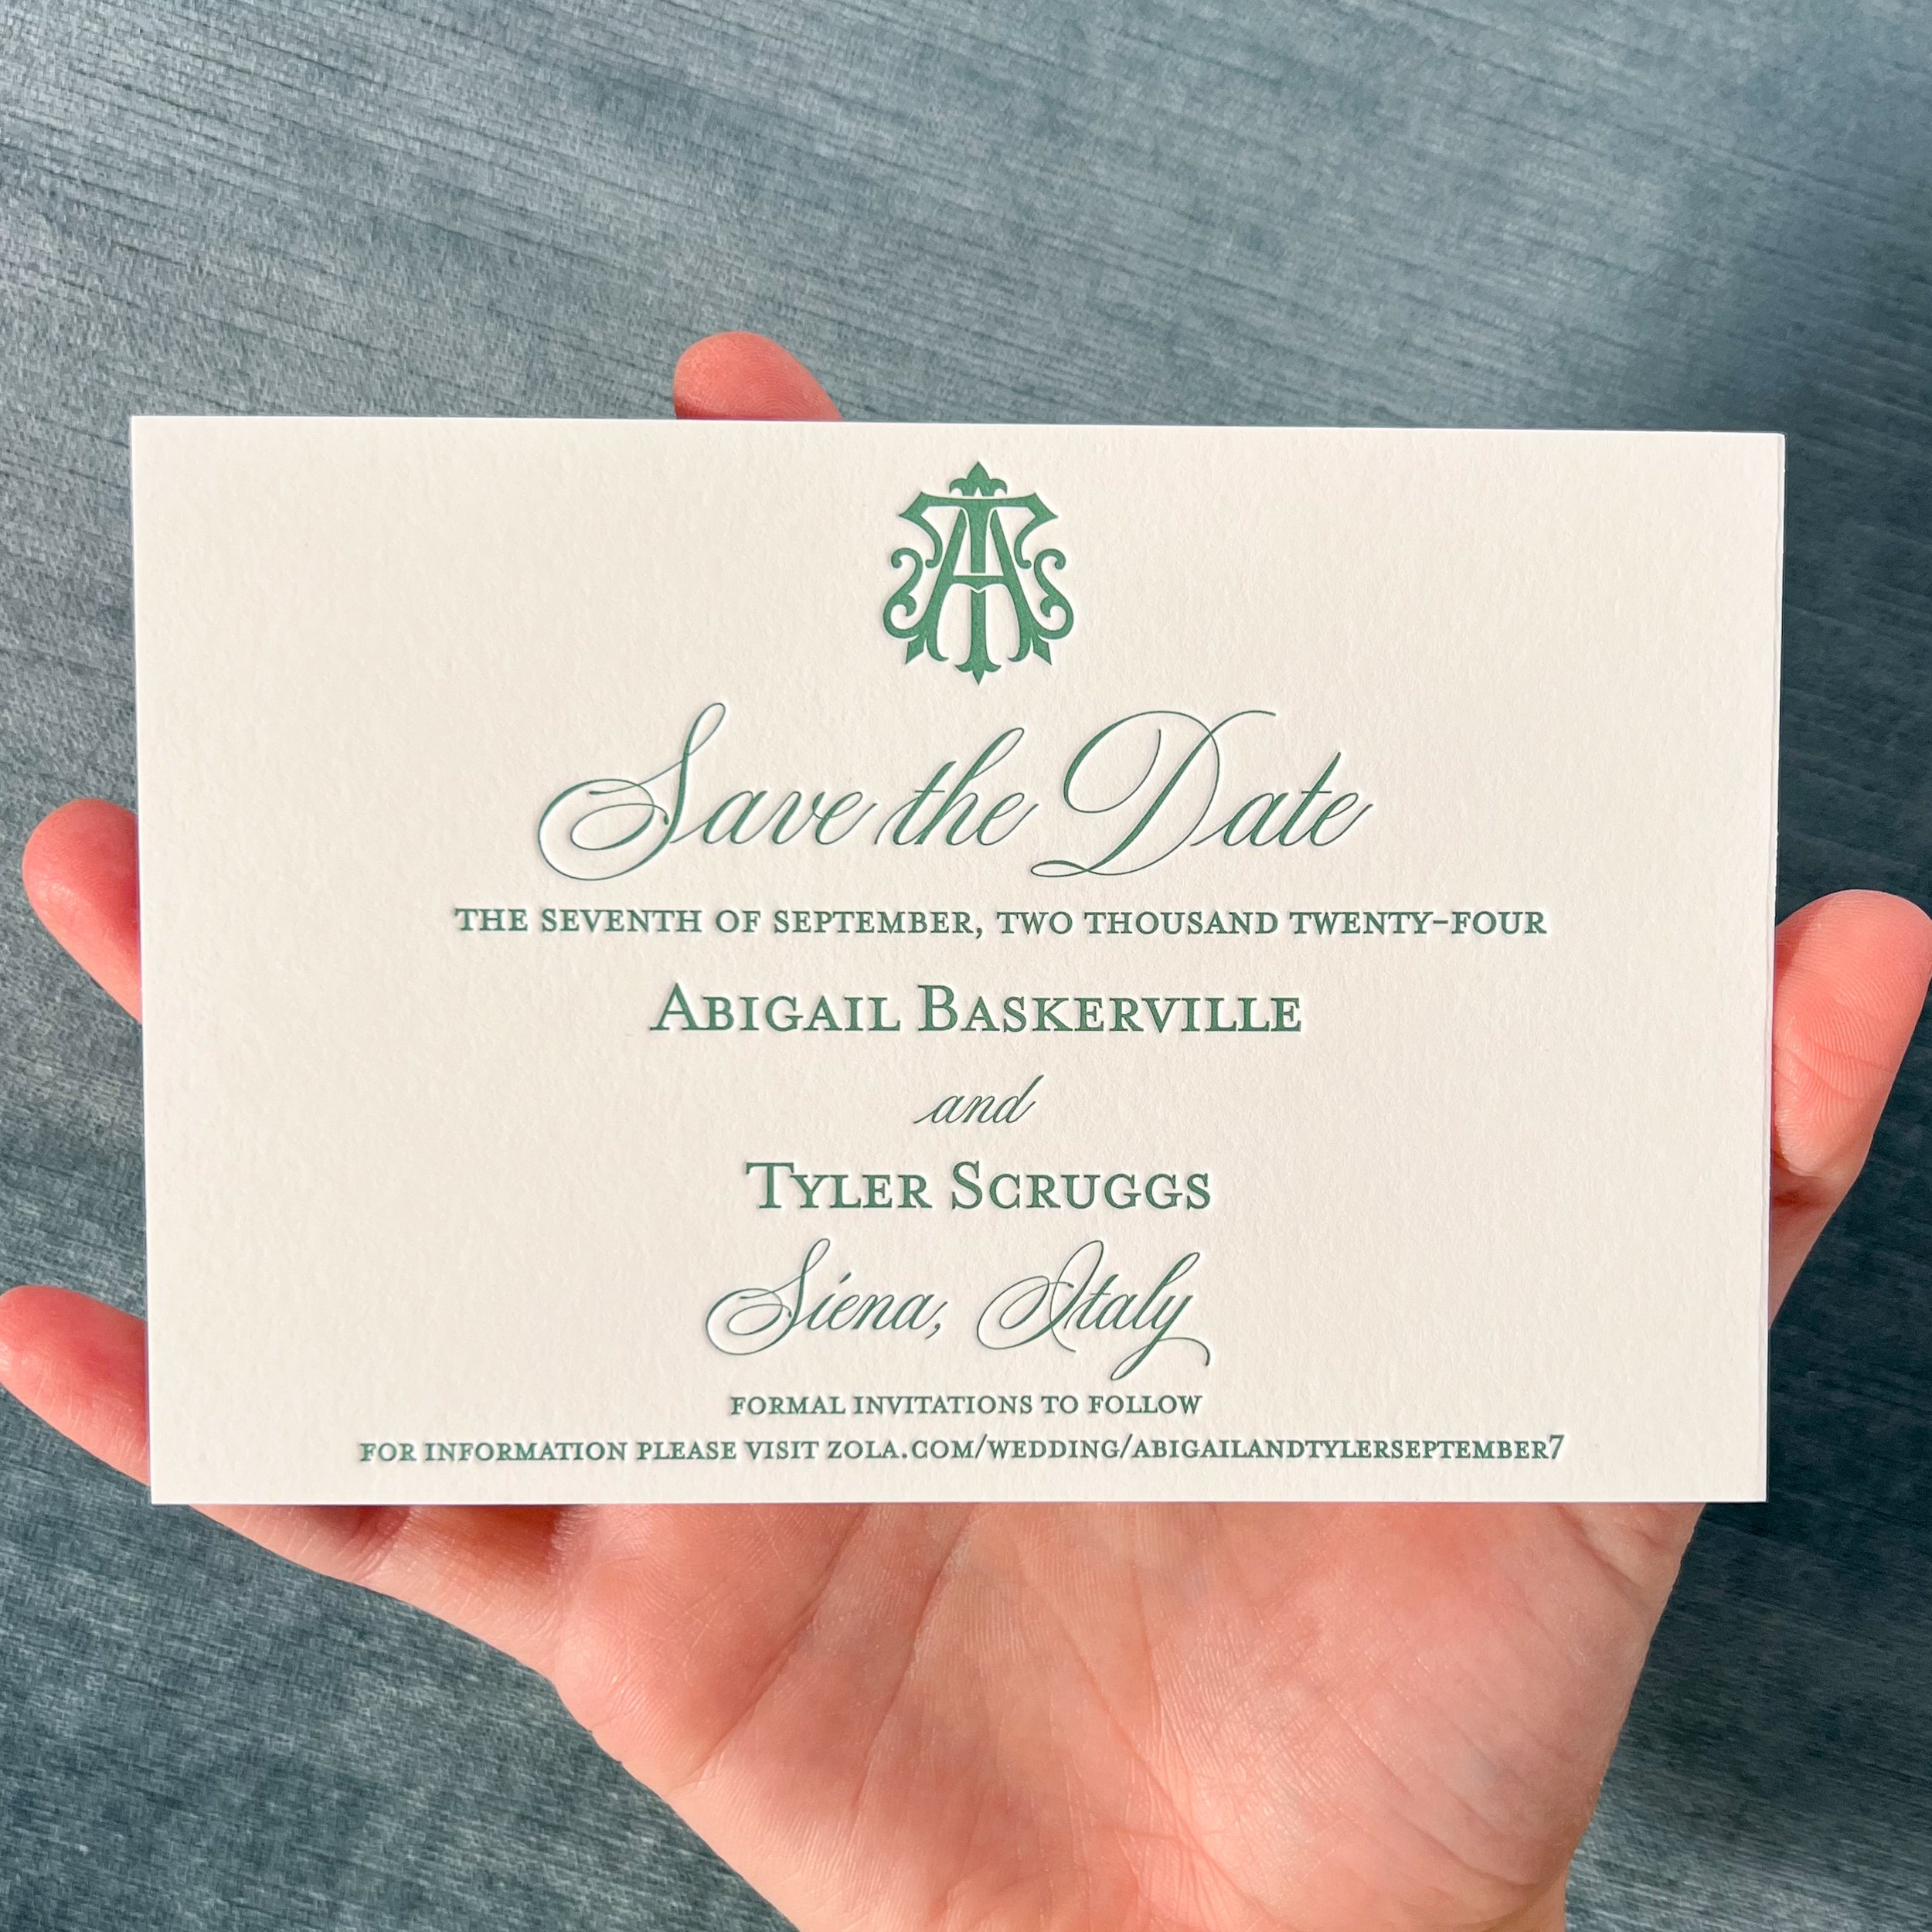 TA
Save the Date
THE SEVENTH OF SEPTEMBER, TWO THOUSAND TWENTY-FOUR
ABIGAIL BASKERVILLE
and
TYLER SCRUGGS
Siena, Italy
FORMAL INVITATIONS TO FOLLOW
FOR INFORMATION PLEASE VISIT ZOLA.COM/WEDDING/ABIGAILANDTYLERSEPTEMBER7